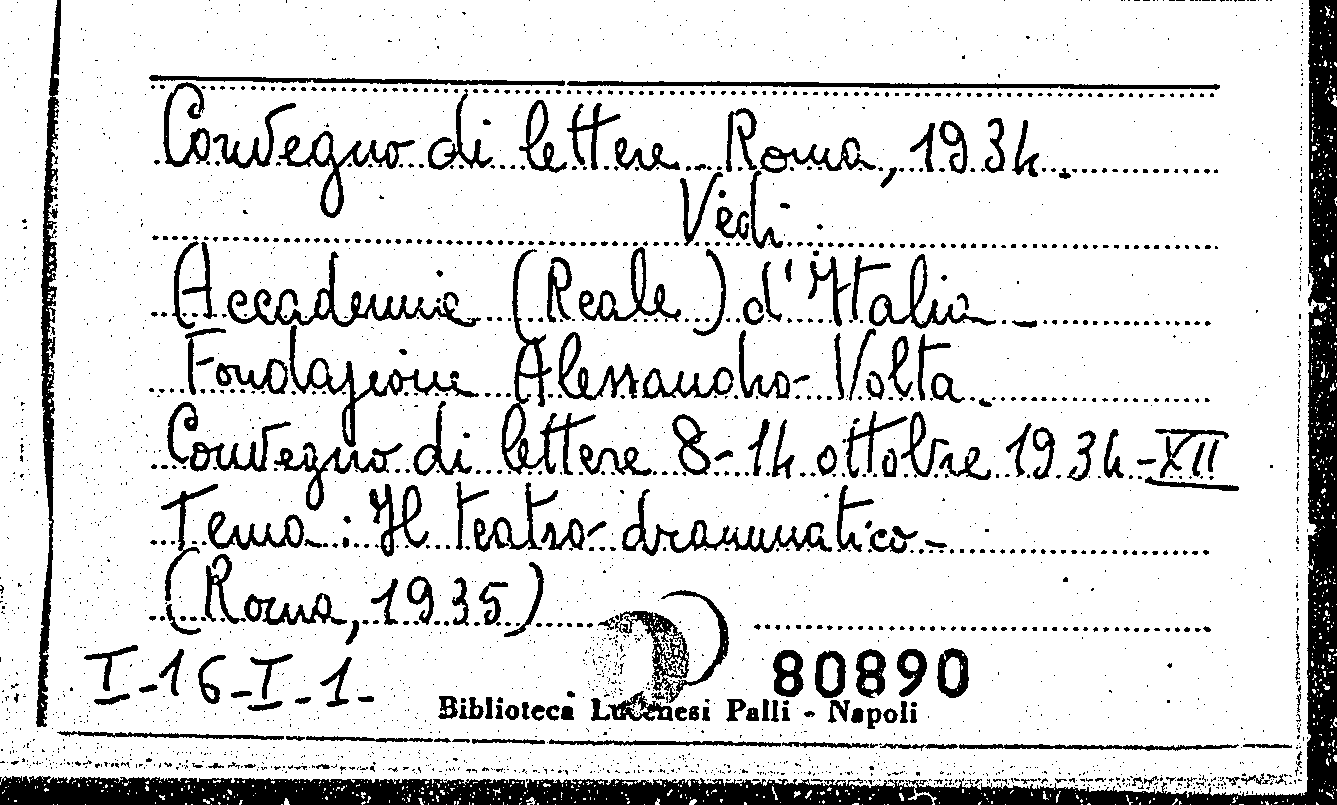 Convegno di lettere Roma, 1934.
Vedi:
Accademia (Reale) d'Italia -
Fondazione Alessandro Volta.
Convegno di lettere 8-14 ottobre 1934-XII
Tema: Il teatro drammatico -
(Roma, 1935)
I-16-I-1-
80890
Biblioteca Lucchesi Palli - Napoli